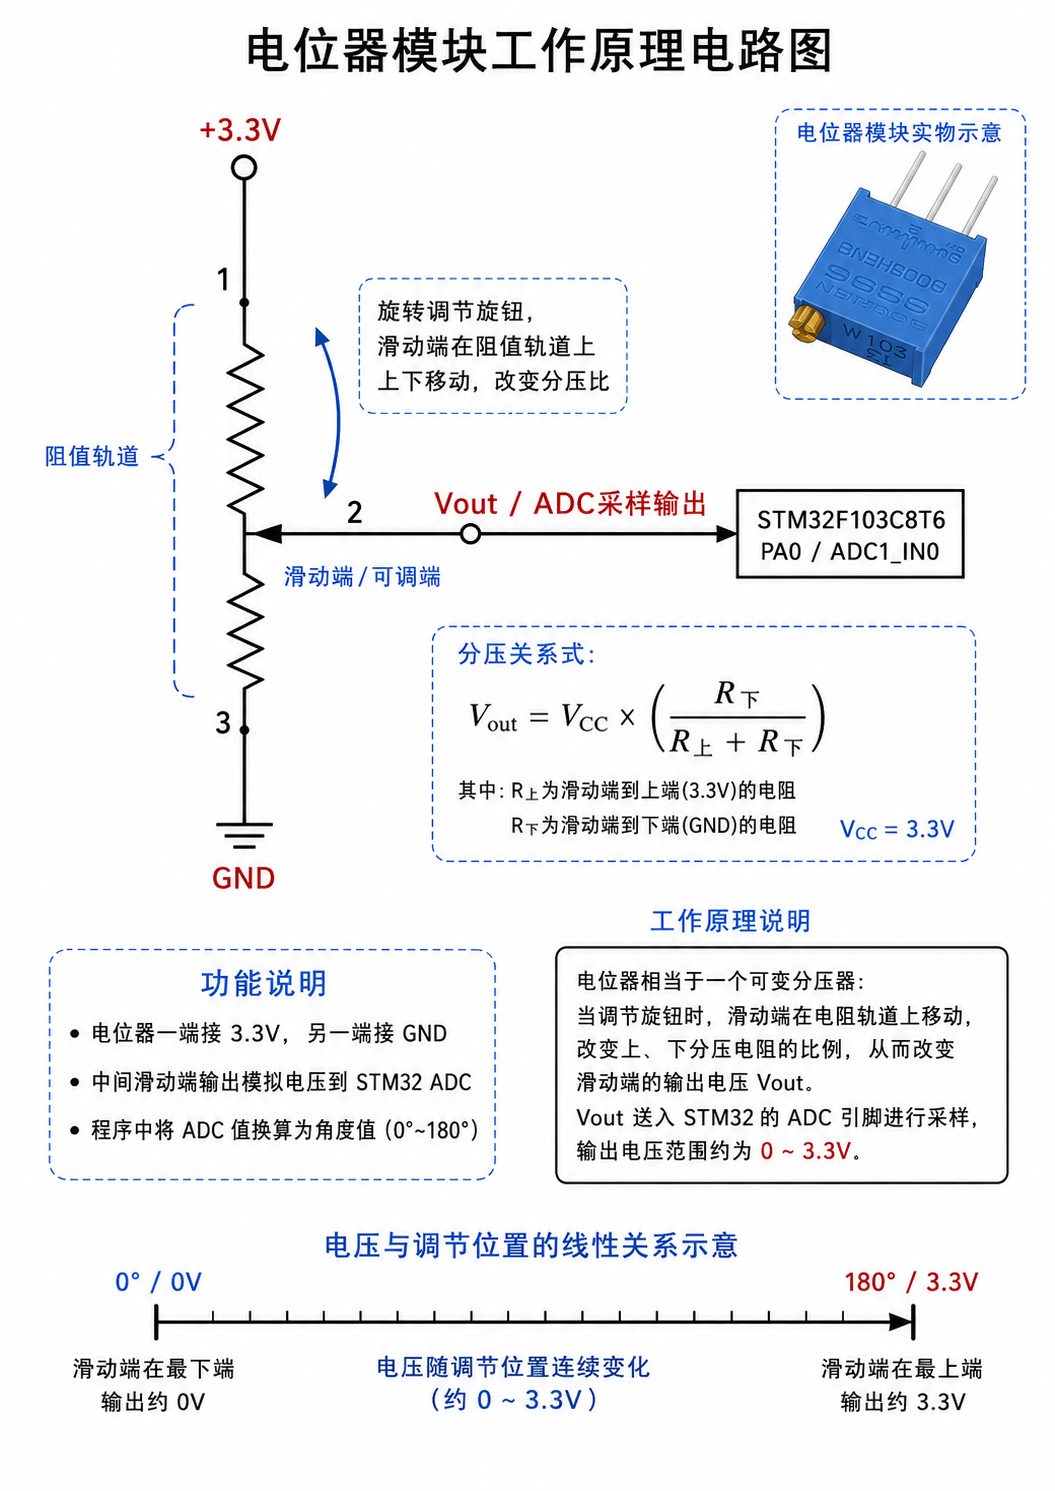 电位器模块工作原理电路图
+3.3V
电位器模块实物示意
W103
1
旋转调节旋钮，
滑动端在阻值轨道上
上下移动，改变分压比
阻值轨道
2
Vout / ADC采样输出
STM32F103C8T6
PA0 / ADC1_IN0
滑动端/可调端
分压关系式：
Vout = VCC × (R下 / (R上 + R下))
其中: R上为滑动端到上端(3.3V)的电阻
R下为滑动端到下端(GND)的电阻
VCC = 3.3V
3
GND
工作原理说明
功能说明
• 电位器一端接 3.3V，另一端接 GND
• 中间滑动端输出模拟电压到 STM32 ADC
• 程序中将 ADC 值换算为角度值 (0°~180°)
电位器相当于一个可变分压器：
当调节旋钮时，滑动端在电阻轨道上移动，
改变上、下分压电阻的比例，从而改变
滑动端的输出电压 Vout。
Vout 送入 STM32 的 ADC 引脚进行采样，
输出电压范围约为 0 ~ 3.3V。
电压与调节位置的线性关系示意
0° / 0V
180° / 3.3V
滑动端在最下端
输出约 0V
电压随调节位置连续变化
（约 0 ~ 3.3V）
滑动端在最上端
输出约 3.3V